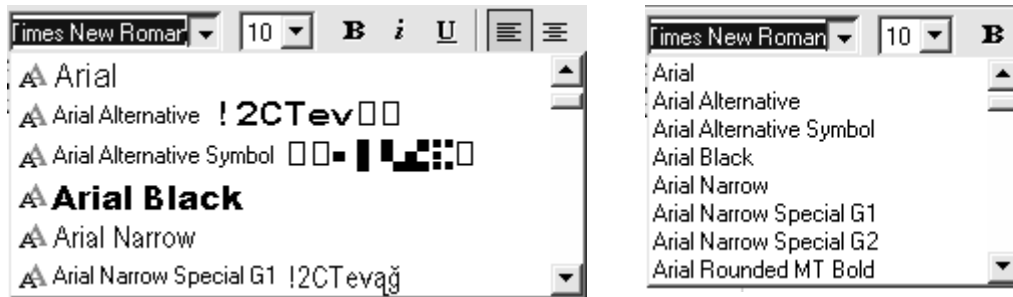 Times New Roman 10 B i U
Arial
Arial Alternative !2CTev
Arial Alternative Symbol
Arial Black
Arial Narrow
Arial Narrow Special G1 !2CTevąğ
Times New Roman 10 B
Arial
Arial Alternative
Arial Alternative Symbol
Arial Black
Arial Narrow
Arial Narrow Special G1
Arial Narrow Special G2
Arial Rounded MT Bold